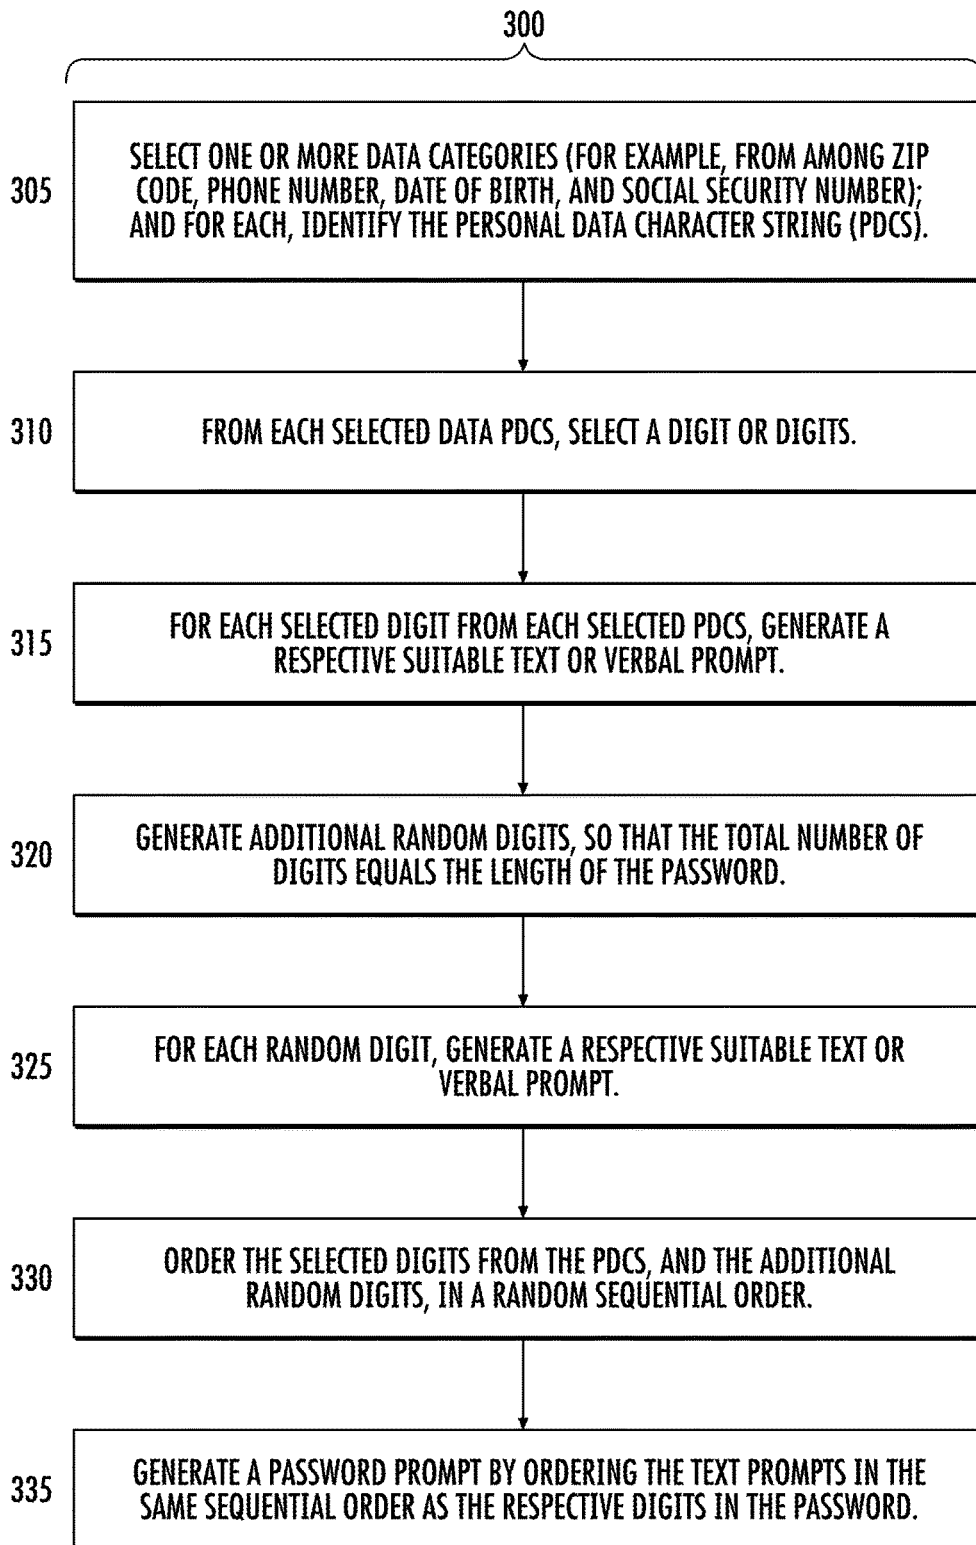 300
305
SELECT ONE OR MORE DATA CATEGORIES (FOR EXAMPLE, FROM AMONG ZIP
CODE, PHONE NUMBER, DATE OF BIRTH, AND SOCIAL SECURITY NUMBER);
AND FOR EACH, IDENTIFY THE PERSONAL DATA CHARACTER STRING (PDCS).
310
FROM EACH SELECTED DATA PDCS, SELECT A DIGIT OR DIGITS.
315
FOR EACH SELECTED DIGIT FROM EACH SELECTED PDCS, GENERATE A
RESPECTIVE SUITABLE TEXT OR VERBAL PROMPT.
320
GENERATE ADDITIONAL RANDOM DIGITS, SO THAT THE TOTAL NUMBER OF
DIGITS EQUALS THE LENGTH OF THE PASSWORD.
325
FOR EACH RANDOM DIGIT, GENERATE A RESPECTIVE SUITABLE TEXT OR
VERBAL PROMPT.
330
ORDER THE SELECTED DIGITS FROM THE PDCS, AND THE ADDITIONAL
RANDOM DIGITS, IN A RANDOM SEQUENTIAL ORDER.
335
GENERATE A PASSWORD PROMPT BY ORDERING THE TEXT PROMPTS IN THE
SAME SEQUENTIAL ORDER AS THE RESPECTIVE DIGITS IN THE PASSWORD.